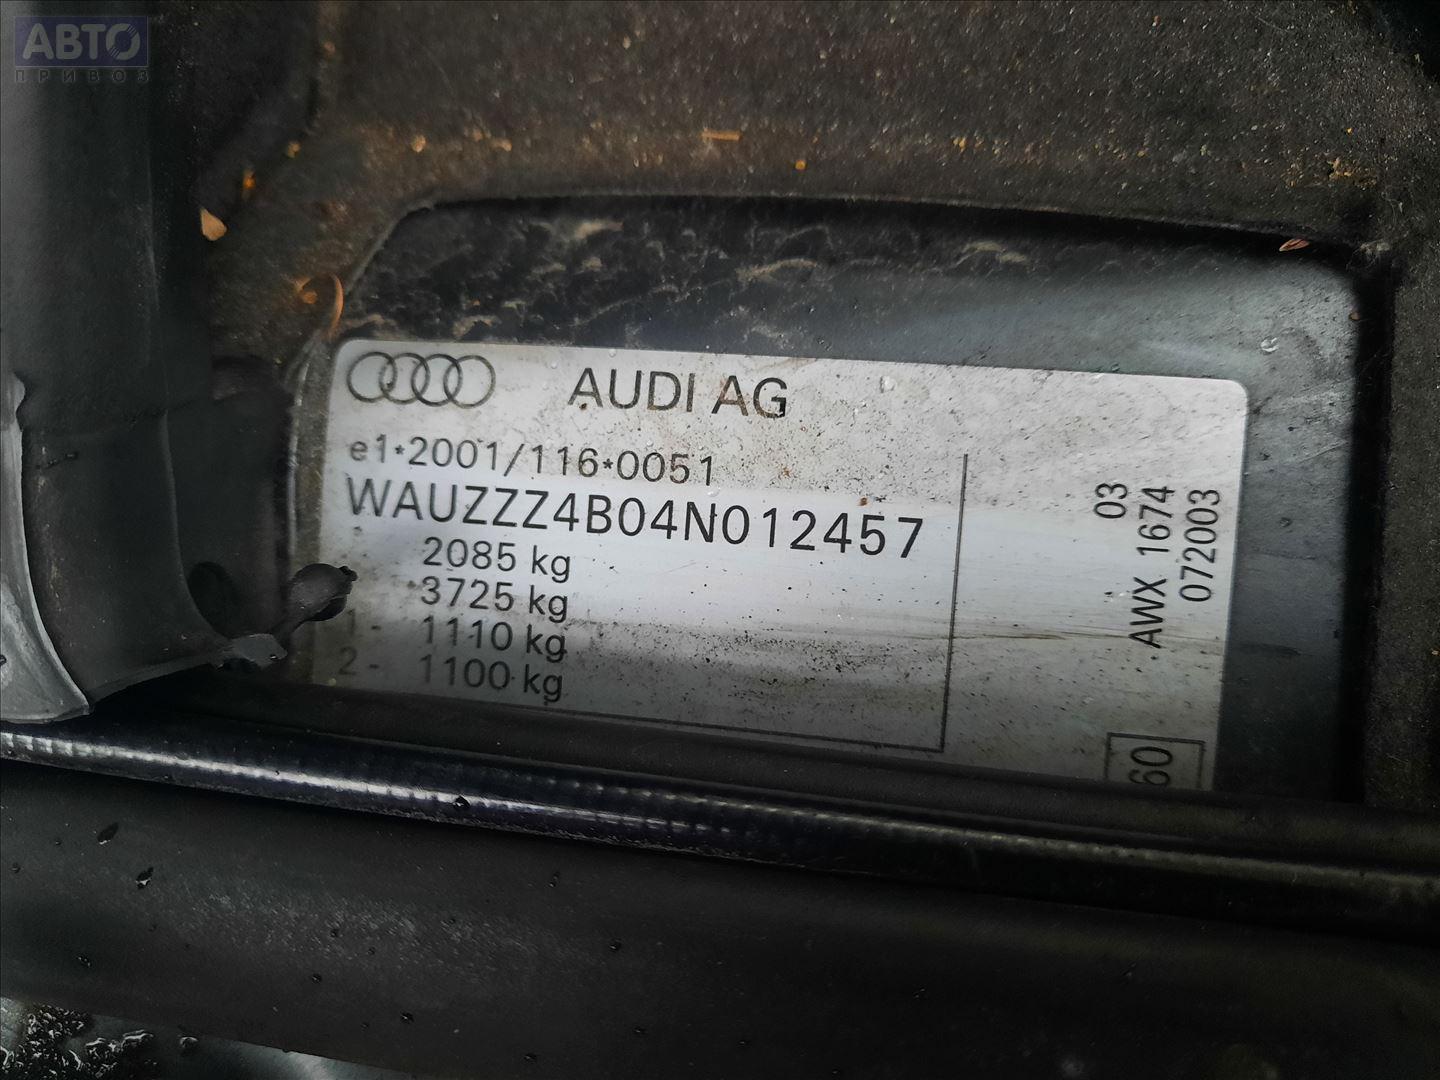 АВТО
ПРИВОЗ
AUDI AG
e1*2001/116*0051
WAUZZZ4B04N012457
2085 kg
3725 kg
1 - 1110 kg
2 - 1100 kg
03
AWX 1674
072003
60